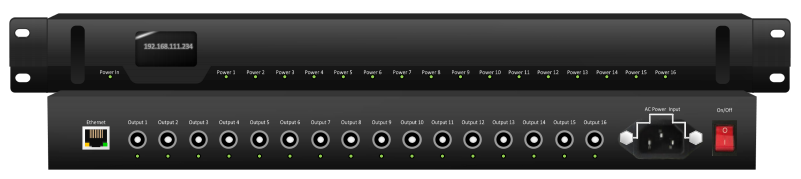 192.168.111.234
Power In Power 1 Power 2 Power 3 Power 4 Power 5 Power 6 Power 7 Power 8 Power 9 Power 10 Power 11 Power 12 Power 13 Power 14 Power 15 Power 16
AC Power Input
On/Off
Ethernet Output 1 Output 2 Output 3 Output 4 Output 5 Output 6 Output 7 Output 8 Output 9 Output 10 Output 11 Output 12 Output 13 Output 14 Output 15 Output 16
O
I